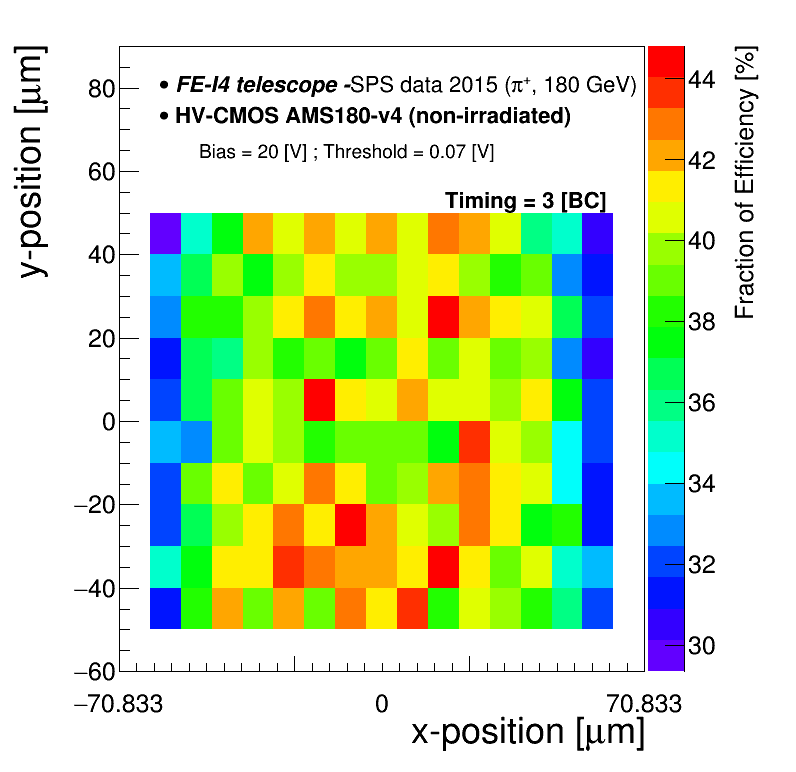 • FE-I4 telescope -SPS data 2015 (π⁺, 180 GeV)
• HV-CMOS AMS180-v4 (non-irradiated)
Bias = 20 [V] ; Threshold = 0.07 [V]
Timing = 3 [BC]
y-position [μm]
80
60
40
20
0
−20
−40
−60
−70.833 0 70.833
x-position [μm]
44
42
40
38
36
34
32
30
Fraction of Efficiency [%]